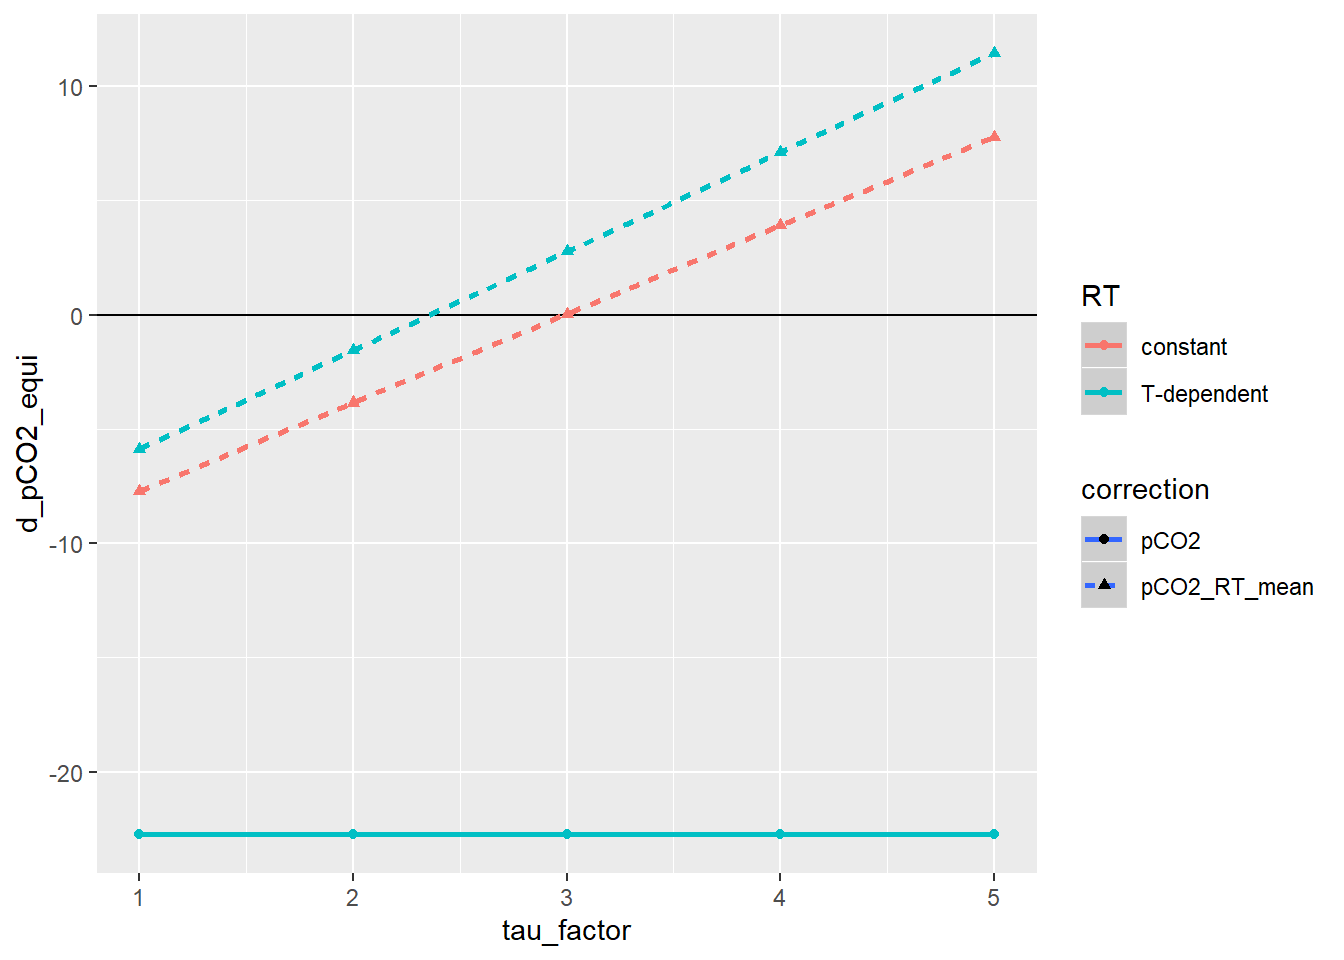 d_pCO2_equi
10
0
-10
-20
1 2 3 4 5
tau_factor
RT
constant
T-dependent
correction
pCO2
pCO2_RT_mean